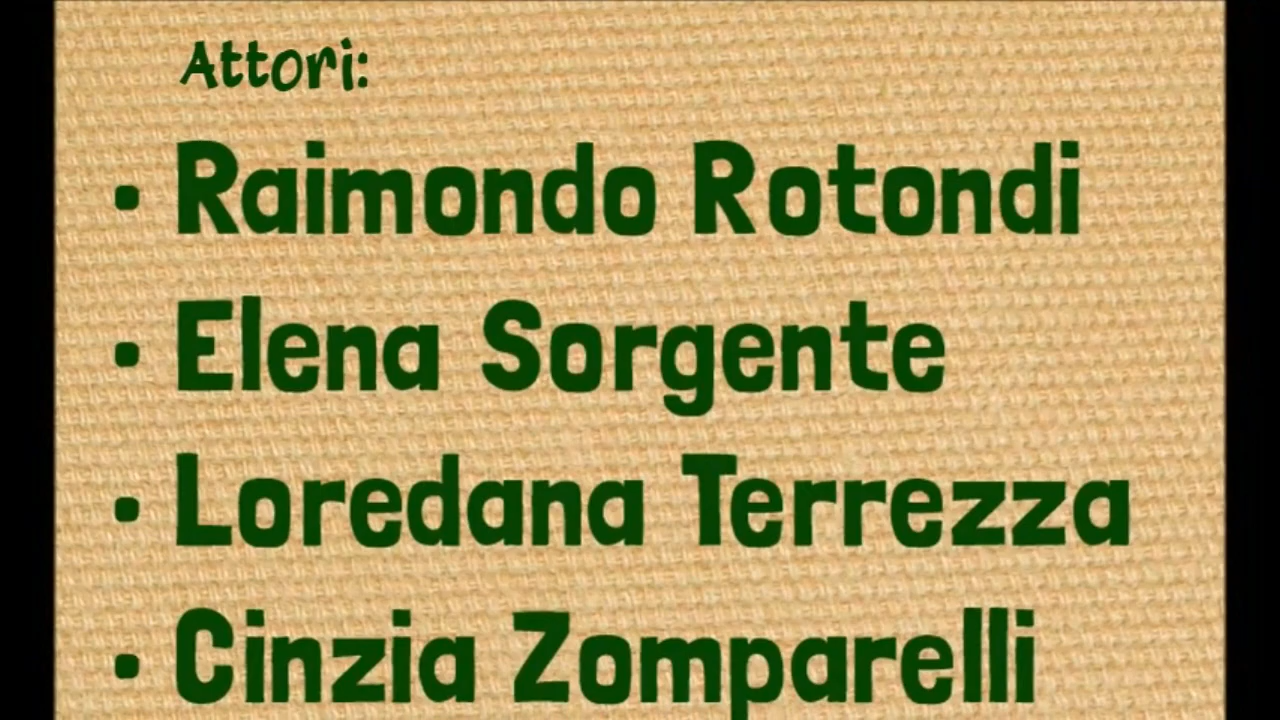 Attori:
• Raimondo Rotondi
• Elena Sorgente
• Loredana Terrezza
• Cinzia Zomparelli